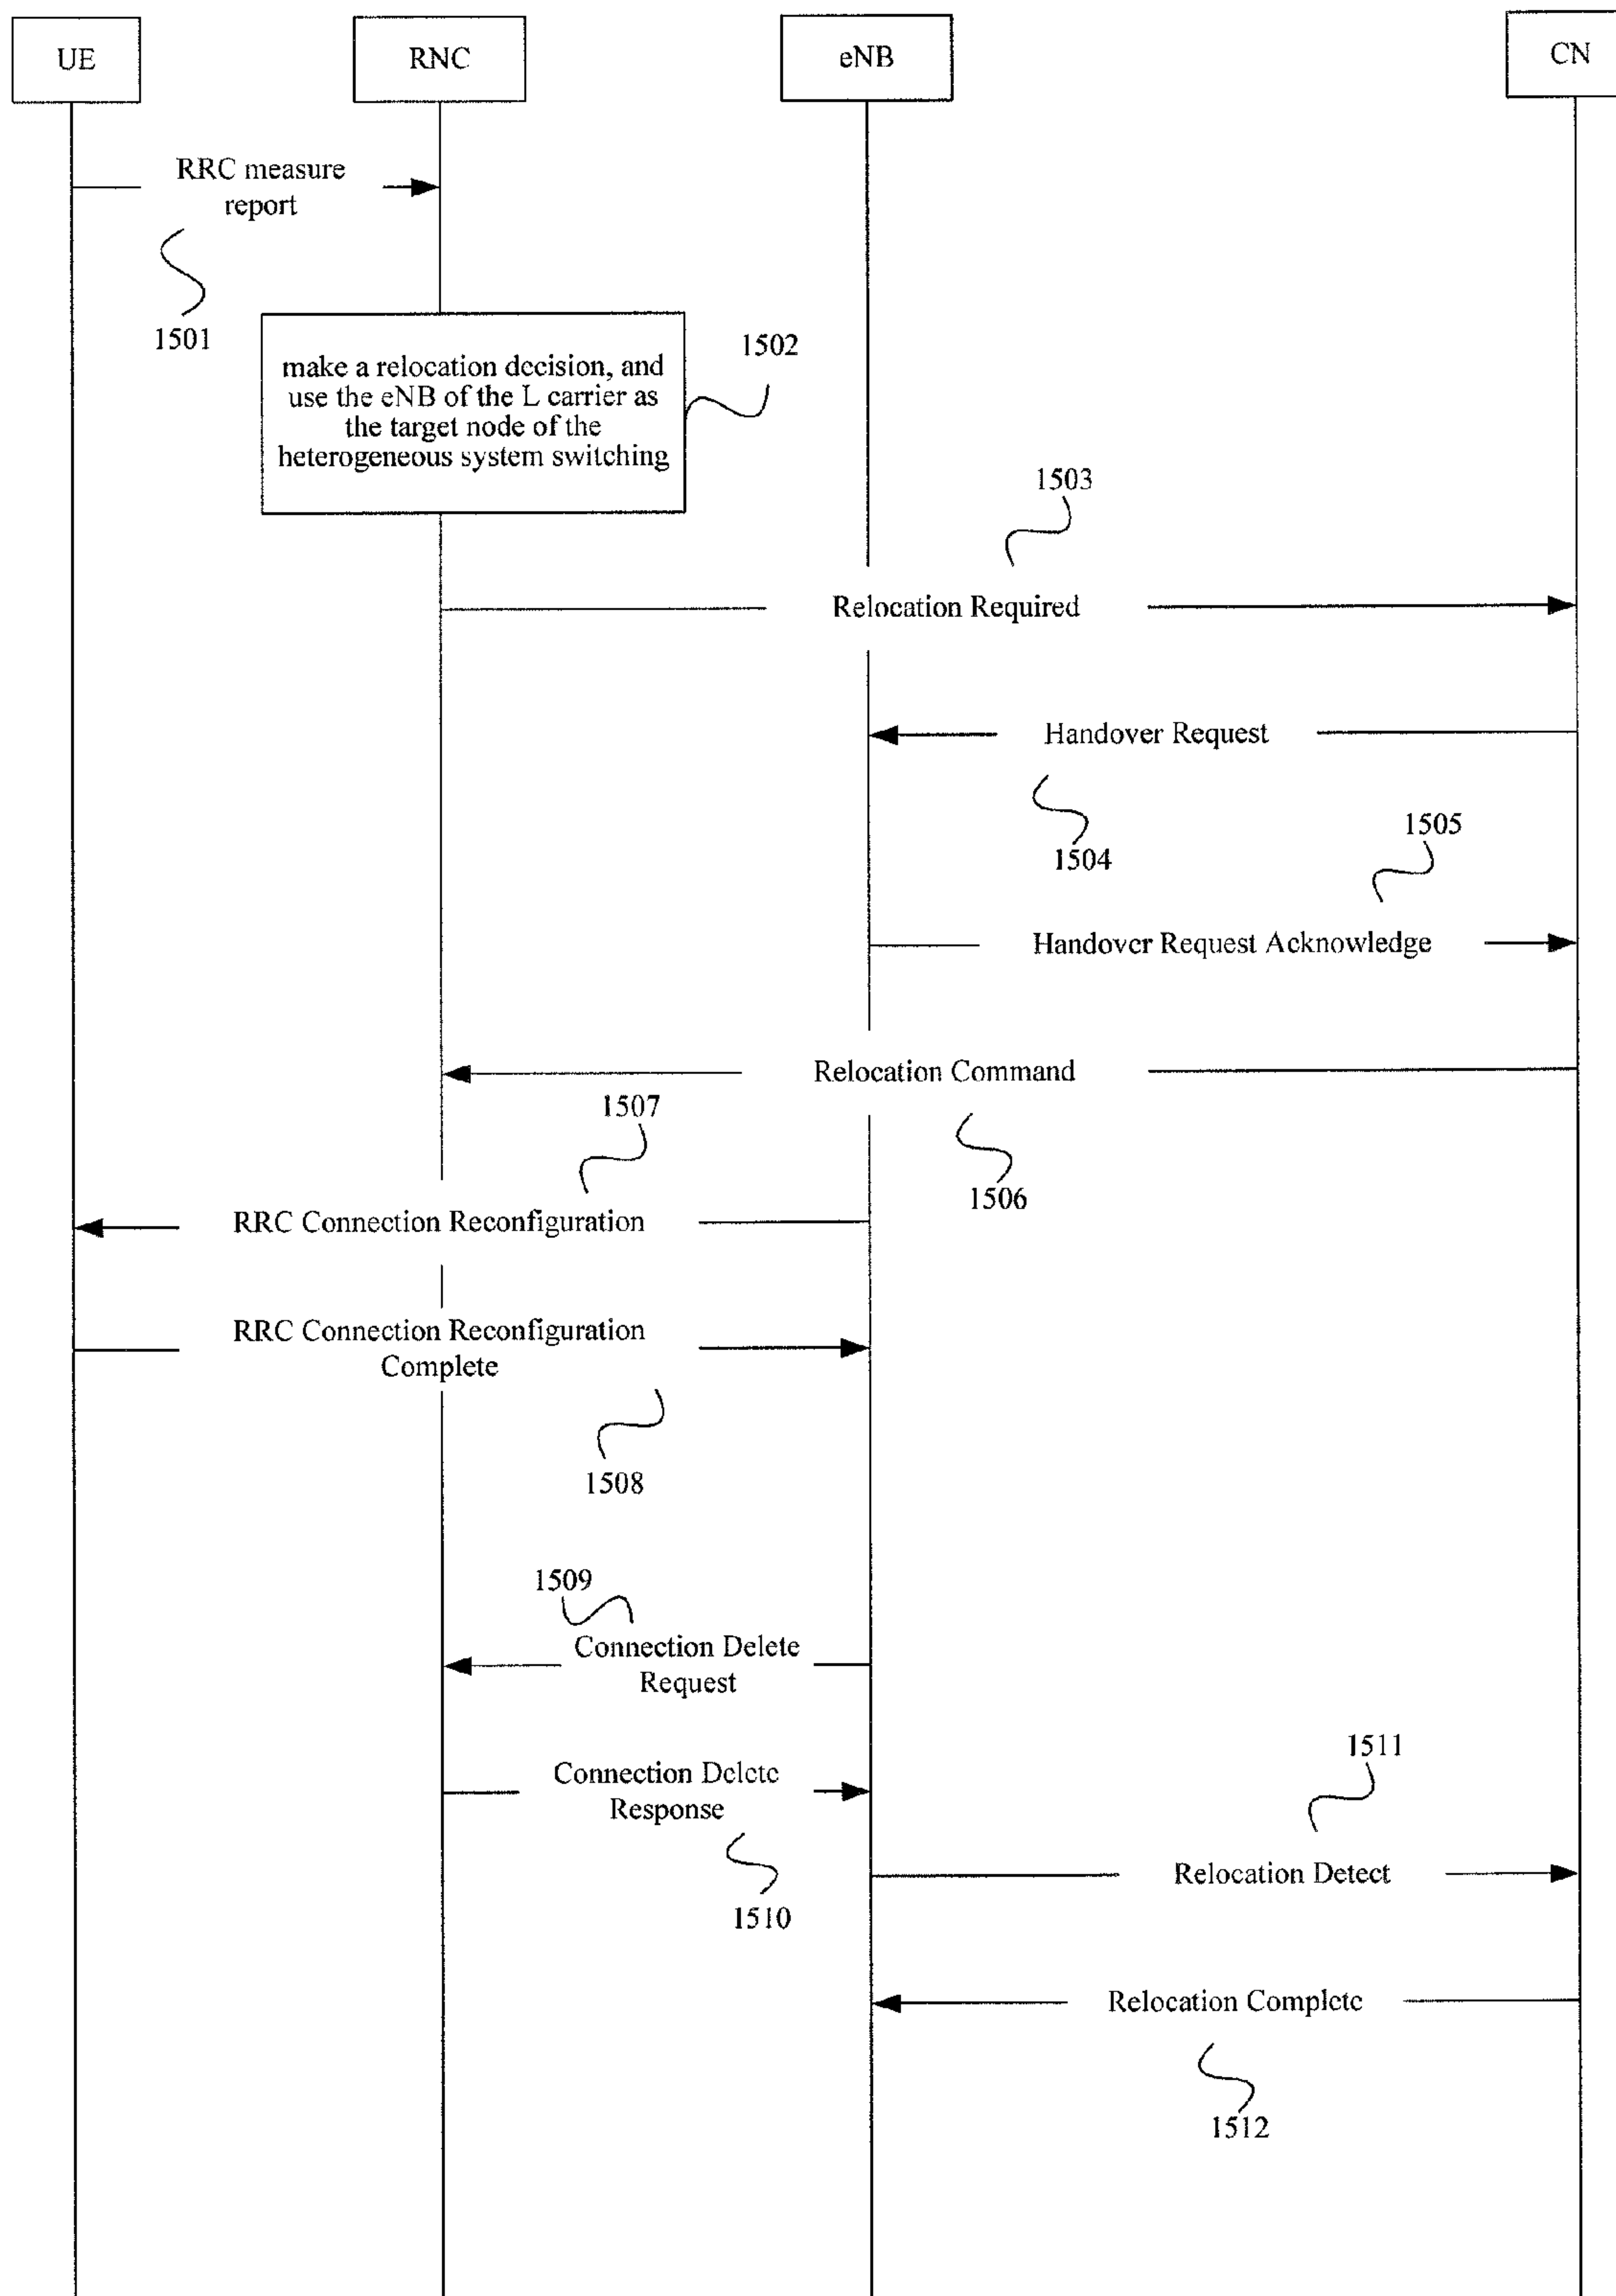 UE
RNC
eNB
CN
RRC measure
report
1501
make a relocation decision, and
use the eNB of the L carrier as
the target node of the
heterogeneous system switching
1502
1503
Relocation Required
Handover Request
1504
1505
Handover Request Acknowledge
Relocation Command
1506
1507
RRC Connection Reconfiguration
RRC Connection Reconfiguration
Complete
1508
1509
Connection Delete
Request
Connection Delete
Response
1510
1511
Relocation Detect
Relocation Complete
1512